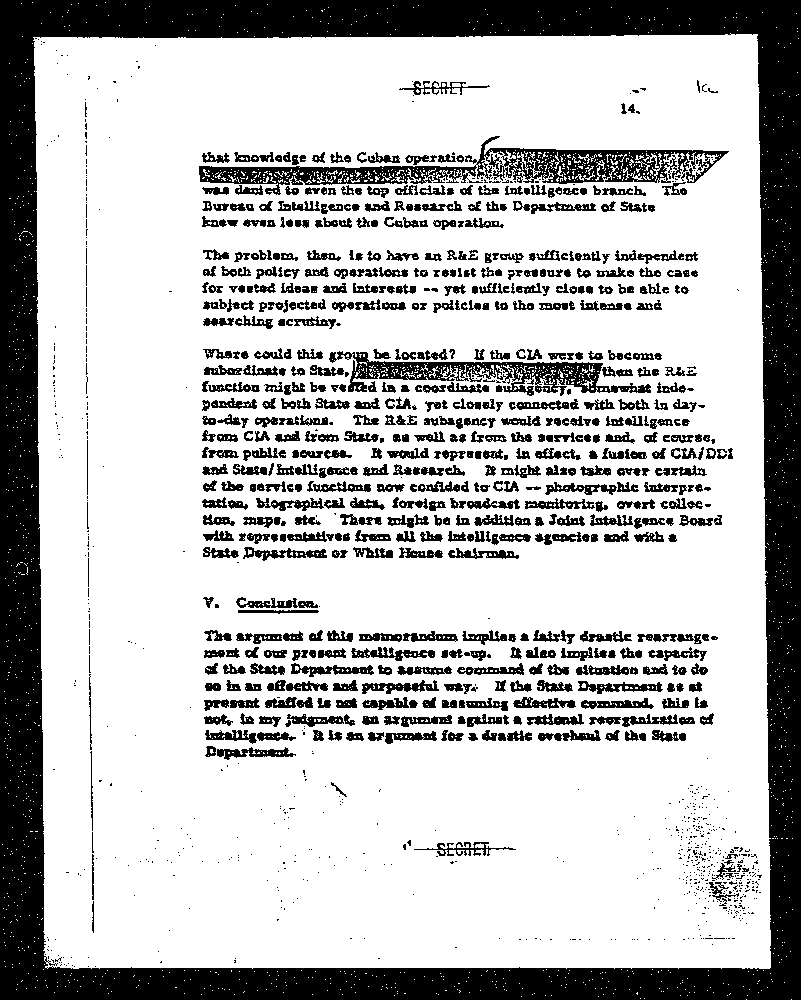 SECRET
14.
that knowledge of the Cuban operation,
was denied to even the top officials of the intelligence branch. The
Bureau of Intelligence and Research of the Department of State
knew even less about the Cuban operation.
The problem, then, is to have an R&E group sufficiently independent
of both policy and operations to resist the pressure to make the case
for vested ideas and interests -- yet sufficiently close to be able to
subject projected operations or policies to the most intense and
searching scrutiny.
Where could this group be located? If the CIA were to become
subordinate to State, then the R&E
function might be vested in a coordinate subagency, somewhat inde-
pendent of both State and CIA, yet closely connected with both in day-
to-day operations. The R&E subagency would receive intelligence
from CIA and from State, as well as from the services and, of course,
from public sources. It would represent, in effect, a fusion of CIA/DDI
and State/Intelligence and Research. It might also take over certain
of the service functions now confided to CIA -- photographic interpre-
tation, biographical data, foreign broadcast monitoring, overt collec-
tion, maps, etc. There might be in addition a Joint Intelligence Board
with representatives from all the intelligence agencies and with a
State Department or White House chairman.
V. Conclusion.
The argument of this memorandum implies a fairly drastic rearrange-
ment of our present intelligence set-up. It also implies the capacity
of the State Department to assume command of the situation and to do
so in an effective and purposeful way. If the State Department as at
present staffed is not capable of assuming effective command, this is
not, in my judgment, an argument against a rational reorganization of
intelligence. It is an argument for a drastic overhaul of the State
Department.
SECRET